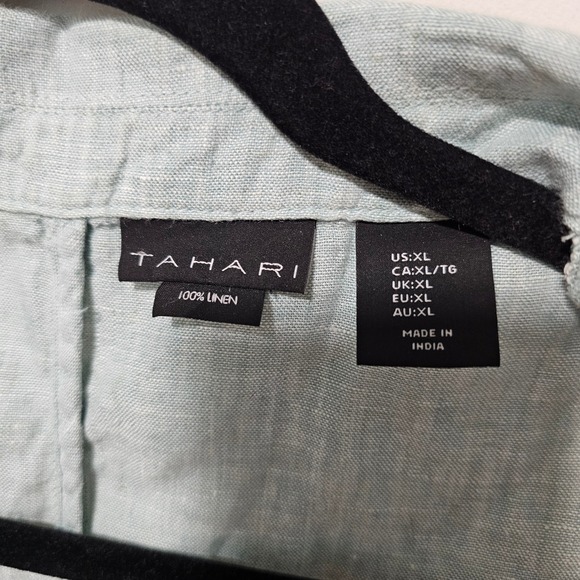 TAHARI
100% LINEN
US:XL
CA:XL/TG
UK:XL
EU:XL
AU:XL
MADE IN
INDIA